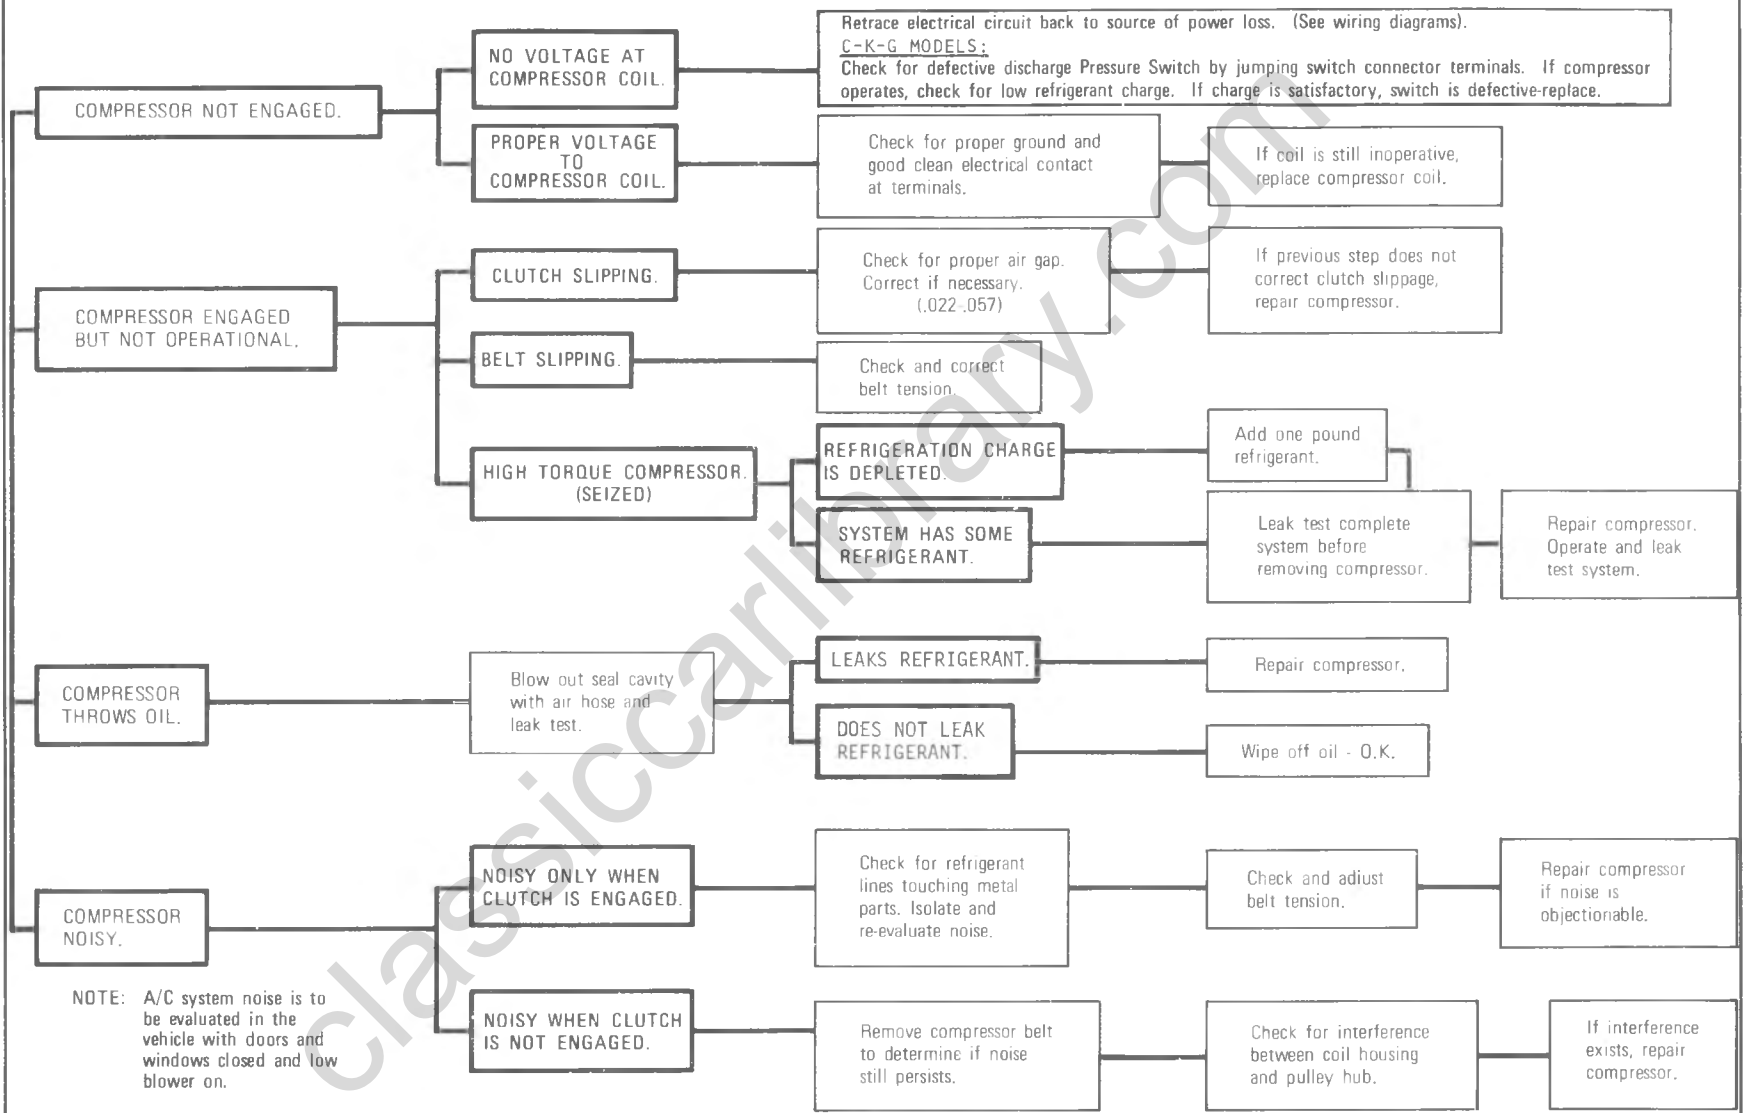 COMPRESSOR NOT ENGAGED.
NO VOLTAGE AT
COMPRESSOR COIL.
Retrace electrical circuit back to source of power loss. (See wiring diagrams).
C-K-G MODELS:
Check for defective discharge Pressure Switch by jumping switch connector terminals. If compressor
operates, check for low refrigerant charge. If charge is satisfactory, switch is defective-replace.
PROPER VOLTAGE
TO
COMPRESSOR COIL.
Check for proper ground and
good clean electrical contact
at terminals.
If coil is still inoperative,
replace compressor coil.
COMPRESSOR ENGAGED
BUT NOT OPERATIONAL.
CLUTCH SLIPPING.
Check for proper air gap.
Correct if necessary.
(.022-.057)
If previous step does not
correct clutch slippage,
repair compressor.
BELT SLIPPING.
Check and correct
belt tension.
HIGH TORQUE COMPRESSOR.
(SEIZED)
REFRIGERATION CHARGE
IS DEPLETED.
Add one pound
refrigerant.
SYSTEM HAS SOME
REFRIGERANT.
Leak test complete
system before
removing compressor.
Repair compressor.
Operate and leak
test system.
COMPRESSOR
THROWS OIL.
Blow out seal cavity
with air hose and
leak test.
LEAKS REFRIGERANT.
Repair compressor.
DOES NOT LEAK
REFRIGERANT.
Wipe off oil - O.K.
COMPRESSOR
NOISY.
NOISY ONLY WHEN
CLUTCH IS ENGAGED.
Check for refrigerant
lines touching metal
parts. Isolate and
re-evaluate noise.
Check and adjust
belt tension.
Repair compressor
if noise is
objectionable.
NOISY WHEN CLUTCH
IS NOT ENGAGED.
Remove compressor belt
to determine if noise
still persists.
Check for interference
between coil housing
and pulley hub.
If interference
exists, repair
compressor.
NOTE: A/C system noise is to
be evaluated in the
vehicle with doors and
windows closed and low
blower on.
classiccarlibrary.com